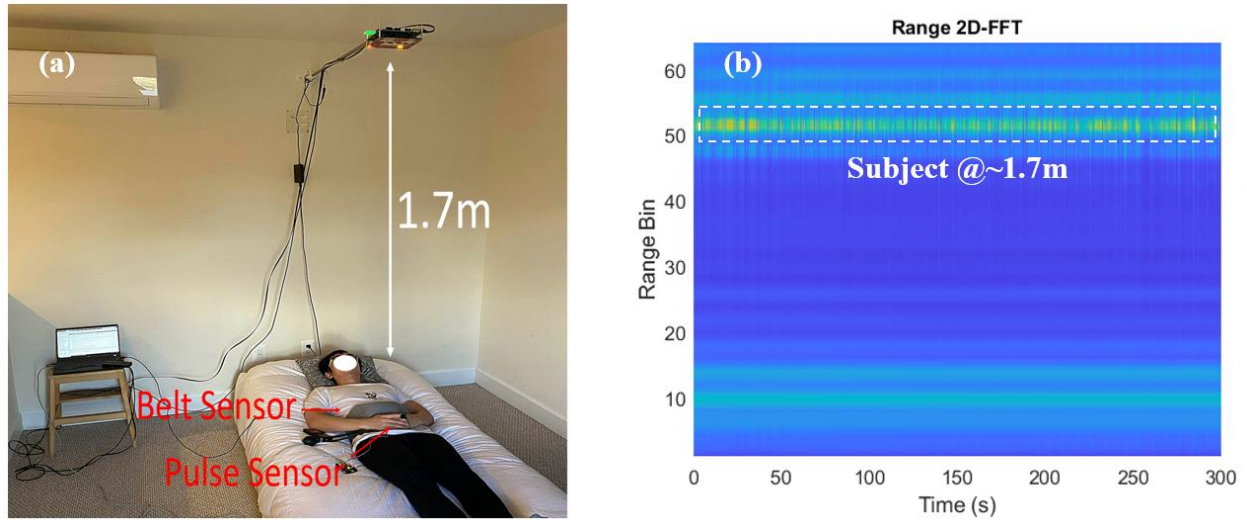 (a)
1.7m
Belt Sensor
Pulse Sensor
Range 2D-FFT
(b)
Subject @~1.7m
Range Bin
60
50
40
30
20
10
0
50
100
150
200
250
300
Time (s)